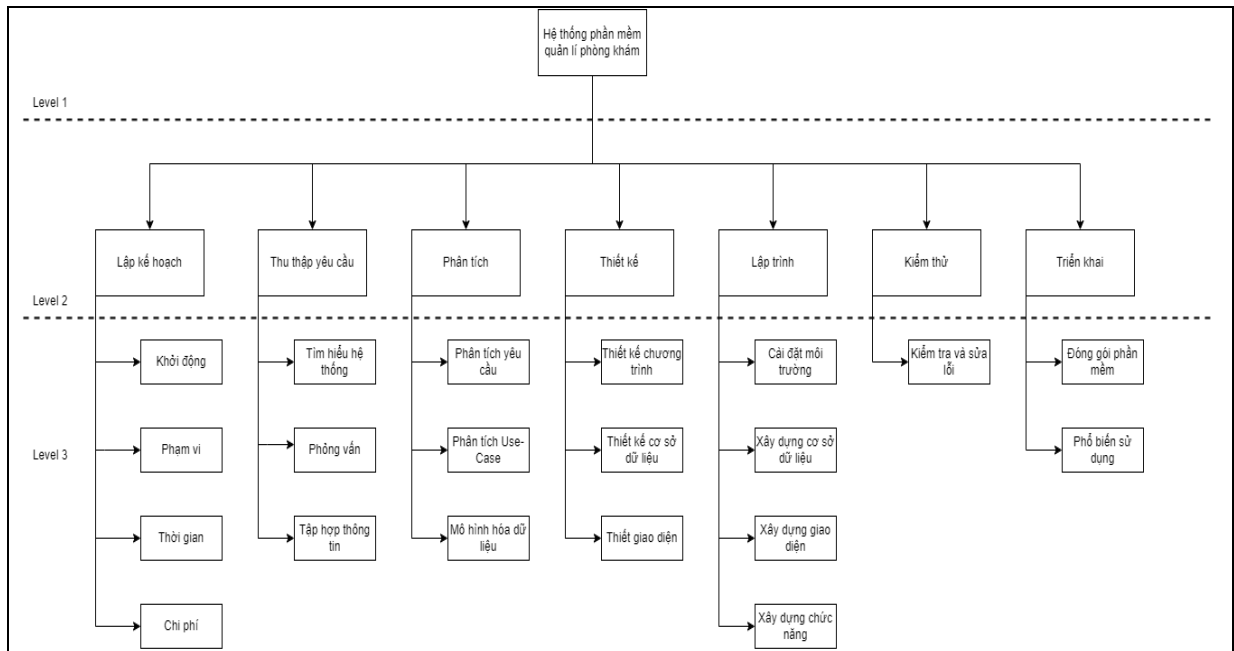 Hệ thống phần mềm
quản lí phòng khám
Level 1
Lập kế hoạch
Thu thập yêu cầu
Phân tích
Thiết kế
Lập trình
Kiểm thử
Triển khai
Level 2
Khởi động
Tìm hiểu hệ
thống
Phân tích yêu
cầu
Thiết kế chương
trình
Cài đặt môi
trường
Kiểm tra và sửa
lỗi
Đóng gói phần
mềm
Level 3
Phạm vi
Phỏng vấn
Phân tích Use-
Case
Thiết kế cơ sở
dữ liệu
Xây dựng cơ sở
dữ liệu
Phổ biến sử
dụng
Thời gian
Tập hợp thông
tin
Mô hình hóa dữ
liệu
Thiết giao diện
Xây dựng giao
diện
Chi phí
Xây dựng chức
năng